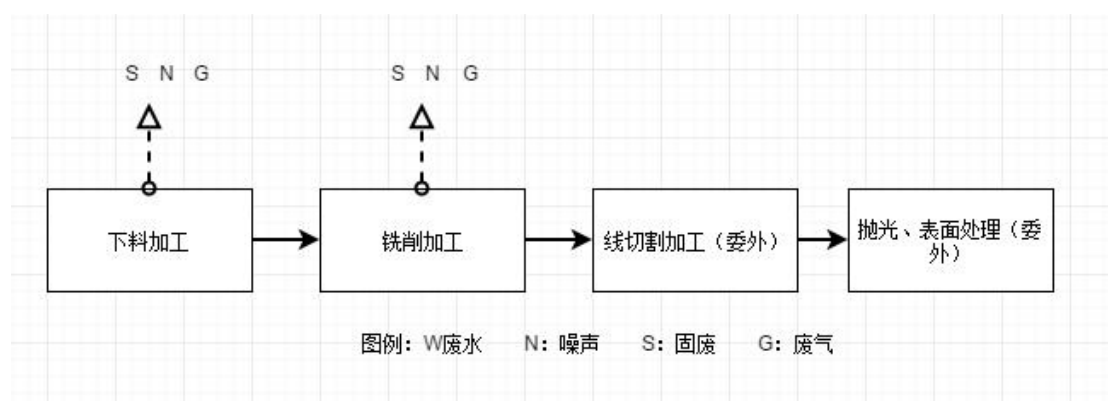 S N G
S N G
下料加工
铣削加工
线切割加工（委外）
抛光、表面处理（委
外）
图例：W废水 N：噪声 S：固废 G：废气